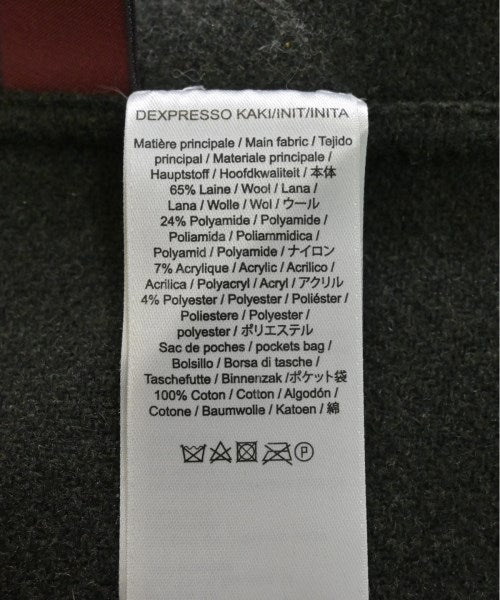 DEXPRESSO KAKI/INIT/INITA
Matière principale / Main fabric / Tejido
principal / Materiale principale /
Hauptstoff / Hoofdkwaliteit / 本体
65% Laine / Wool / Lana /
Lana / Wolle / Wol / ウール
24% Polyamide / Polyamide /
Poliamida / Poliammidica /
Polyamid / Polyamide / ナイロン
7% Acrylique / Acrylic / Acrilico /
Acrilica / Polyacryl / Acryl / アクリル
4% Polyester / Polyester / Poliéster /
Poliestere / Polyester /
polyester / ポリエステル
Sac de poches / pockets bag /
Bolsillo / Borsa di tasche /
Taschefutte / Binnenzak /ポケット袋
100% Coton / Cotton / Algodón /
Cotone / Baumwolle / Katoen / 綿
P